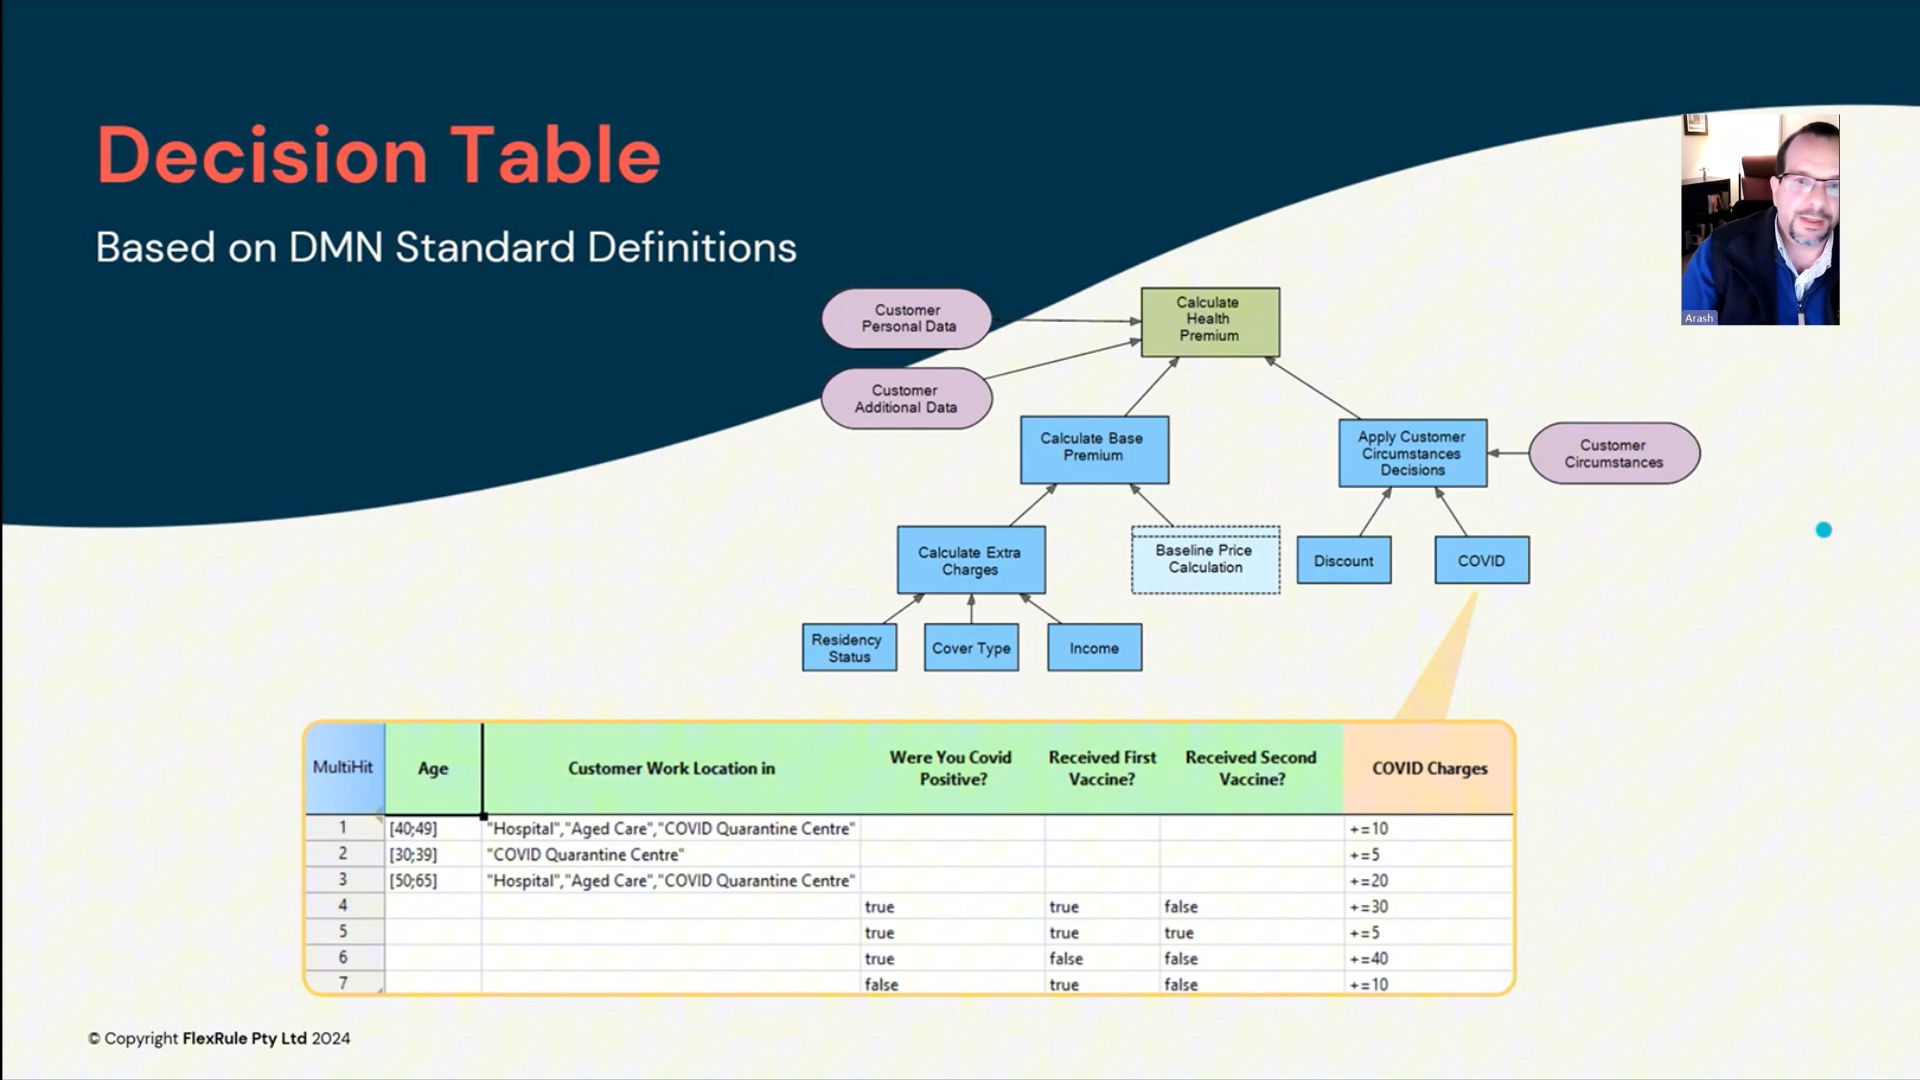 Decision Table
Based on DMN Standard Definitions
Arash
Customer
Personal Data
Calculate
Health
Premium
Customer
Additional Data
Calculate Base
Premium
Apply Customer
Circumstances
Decisions
Customer
Circumstances
Calculate Extra
Charges
Baseline Price
Calculation
Discount
COVID
Residency
Status
Cover Type
Income
MultiHit Age Customer Work Location in Were You Covid Positive? Received First Vaccine? Received Second Vaccine? COVID Charges
1 [40;49] "Hospital","Aged Care","COVID Quarantine Centre" +=10
2 [30;39] "COVID Quarantine Centre" +=5
3 [50;65] "Hospital","Aged Care","COVID Quarantine Centre" +=20
4 true true false +=30
5 true true true +=5
6 true false false +=40
7 false true false +=10
© Copyright FlexRule Pty Ltd 2024